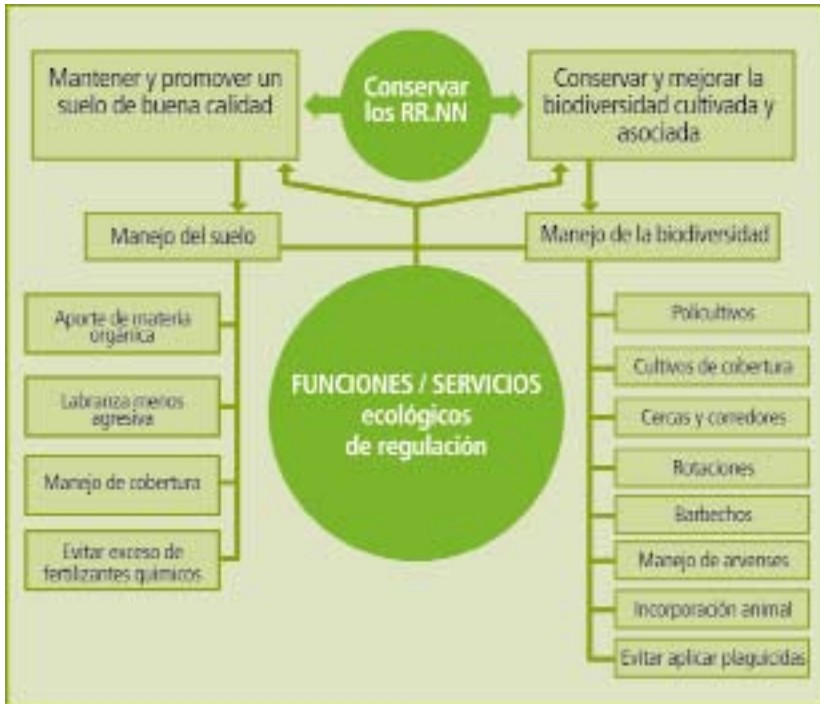 Mantener y promover un
suelo de buena calidad
Conservar
los RR.NN
Conservar y mejorar la
biodiversidad cultivada y
asociada
Manejo del suelo
Manejo de la biodiversidad
Aporte de materia
orgánica
Labranza menos
agresiva
Manejo de cobertura
Evitar exceso de
fertilizantes químicos
FUNCIONES / SERVICIOS
ecológicos
de regulación
Policultivos
Cultivos de cobertura
Cercas y corredores
Rotaciones
Barbechos
Manejo de arvenses
Incorporación animal
Evitar aplicar plaguicidas